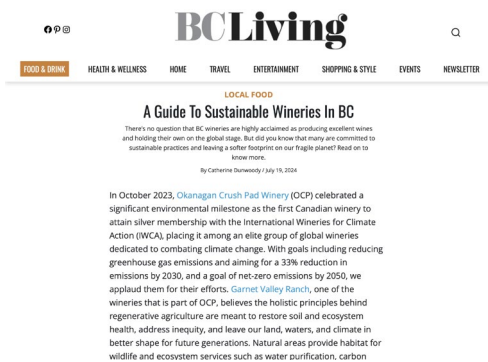 BCLiving
FOOD & DRINK HEALTH & WELLNESS HOME TRAVEL ENTERTAINMENT SHOPPING & STYLE EVENTS NEWSLETTER
LOCAL FOOD
A Guide To Sustainable Wineries In BC
There's no question that BC wineries are highly acclaimed as producing excellent wines
and holding their own on the global stage. But did you know that many are committed to
sustainable practices and leaving a softer footprint on our fragile planet? Read on to
know more.
By Catherine Dunwoody / July 19, 2024
In October 2023, Okanagan Crush Pad Winery (OCP) celebrated a
significant environmental milestone as the first Canadian winery to
attain silver membership with the International Wineries for Climate
Action (IWCA), placing it among an elite group of global wineries
dedicated to combating climate change. With goals including reducing
greenhouse gas emissions and aiming for a 33% reduction in
emissions by 2030, and a goal of net-zero emissions by 2050, we
applaud them for their efforts. Garnet Valley Ranch, one of the
wineries that is part of OCP, believes the holistic principles behind
regenerative agriculture are meant to restore soil and ecosystem
health, address inequity, and leave our land, waters, and climate in
better shape for future generations. Natural areas provide habitat for
wildlife and ecosystem services such as water purification, carbon